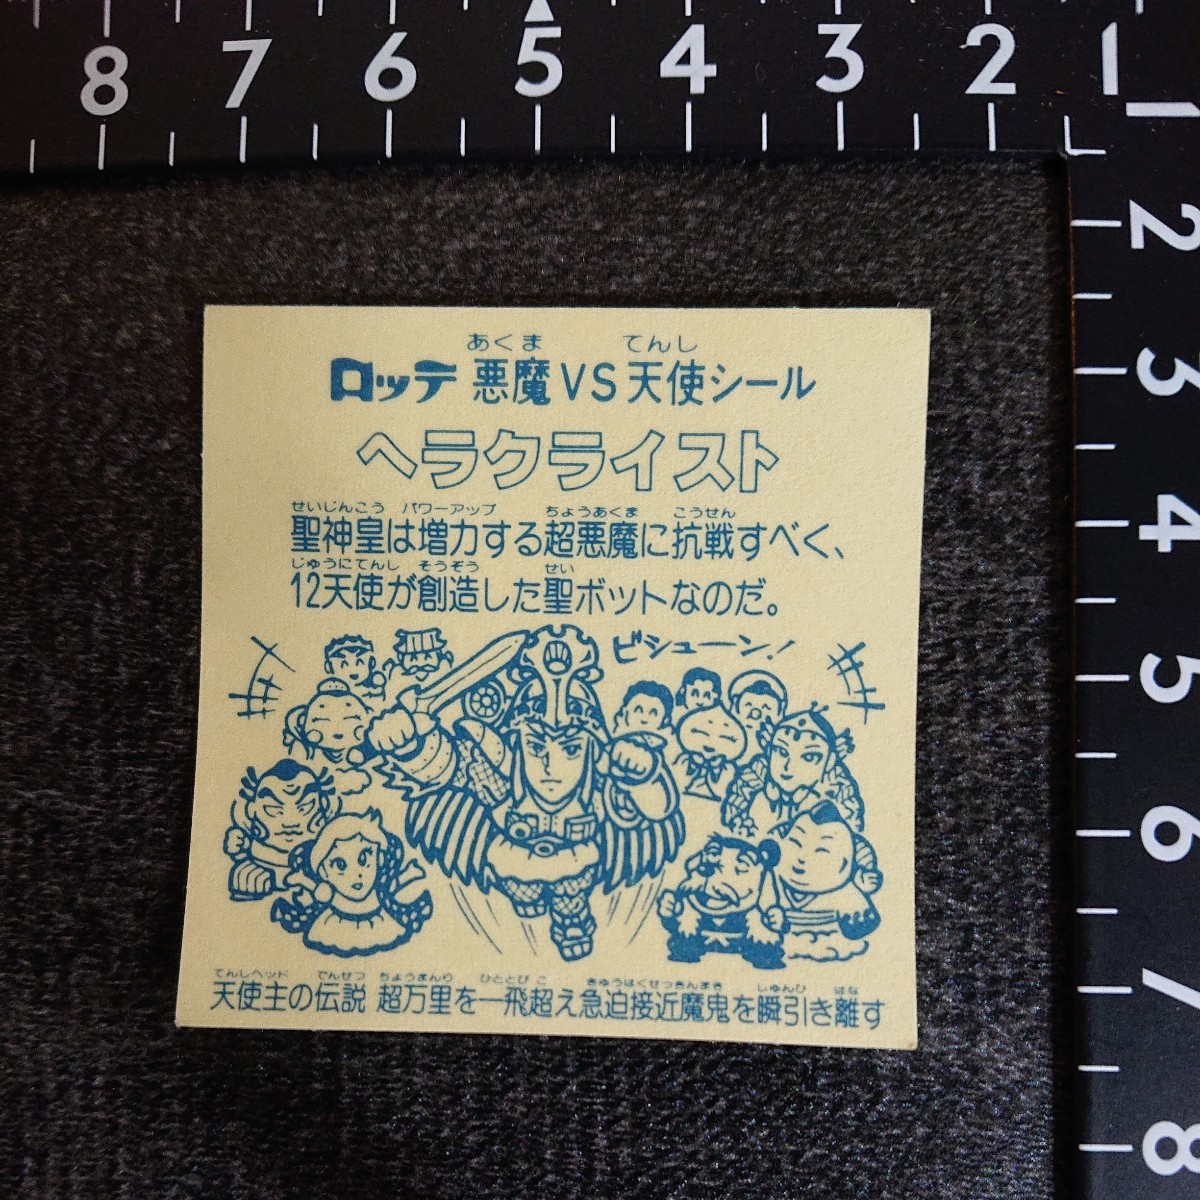 8 7 6 5 4 3 2 1
1
2
3
4
5
6
7
8
あくま てんし
ロッテ 悪魔VS天使シール
ヘラクライスト
せいじんこう パワーアップ ちょうあくま こうせん
聖神皇は増力する超悪魔に抗戦すべく、
じゅうにてんし そうぞう せい
12天使が創造した聖ボットなのだ。
ビシューーン!
てんしヘッド でんせつ ちょうまんり ひととび こ きゅうはくせっきんまき しゅんひ はな
天使主の伝説 超万里を一飛超え急迫接近魔鬼を瞬引き離す